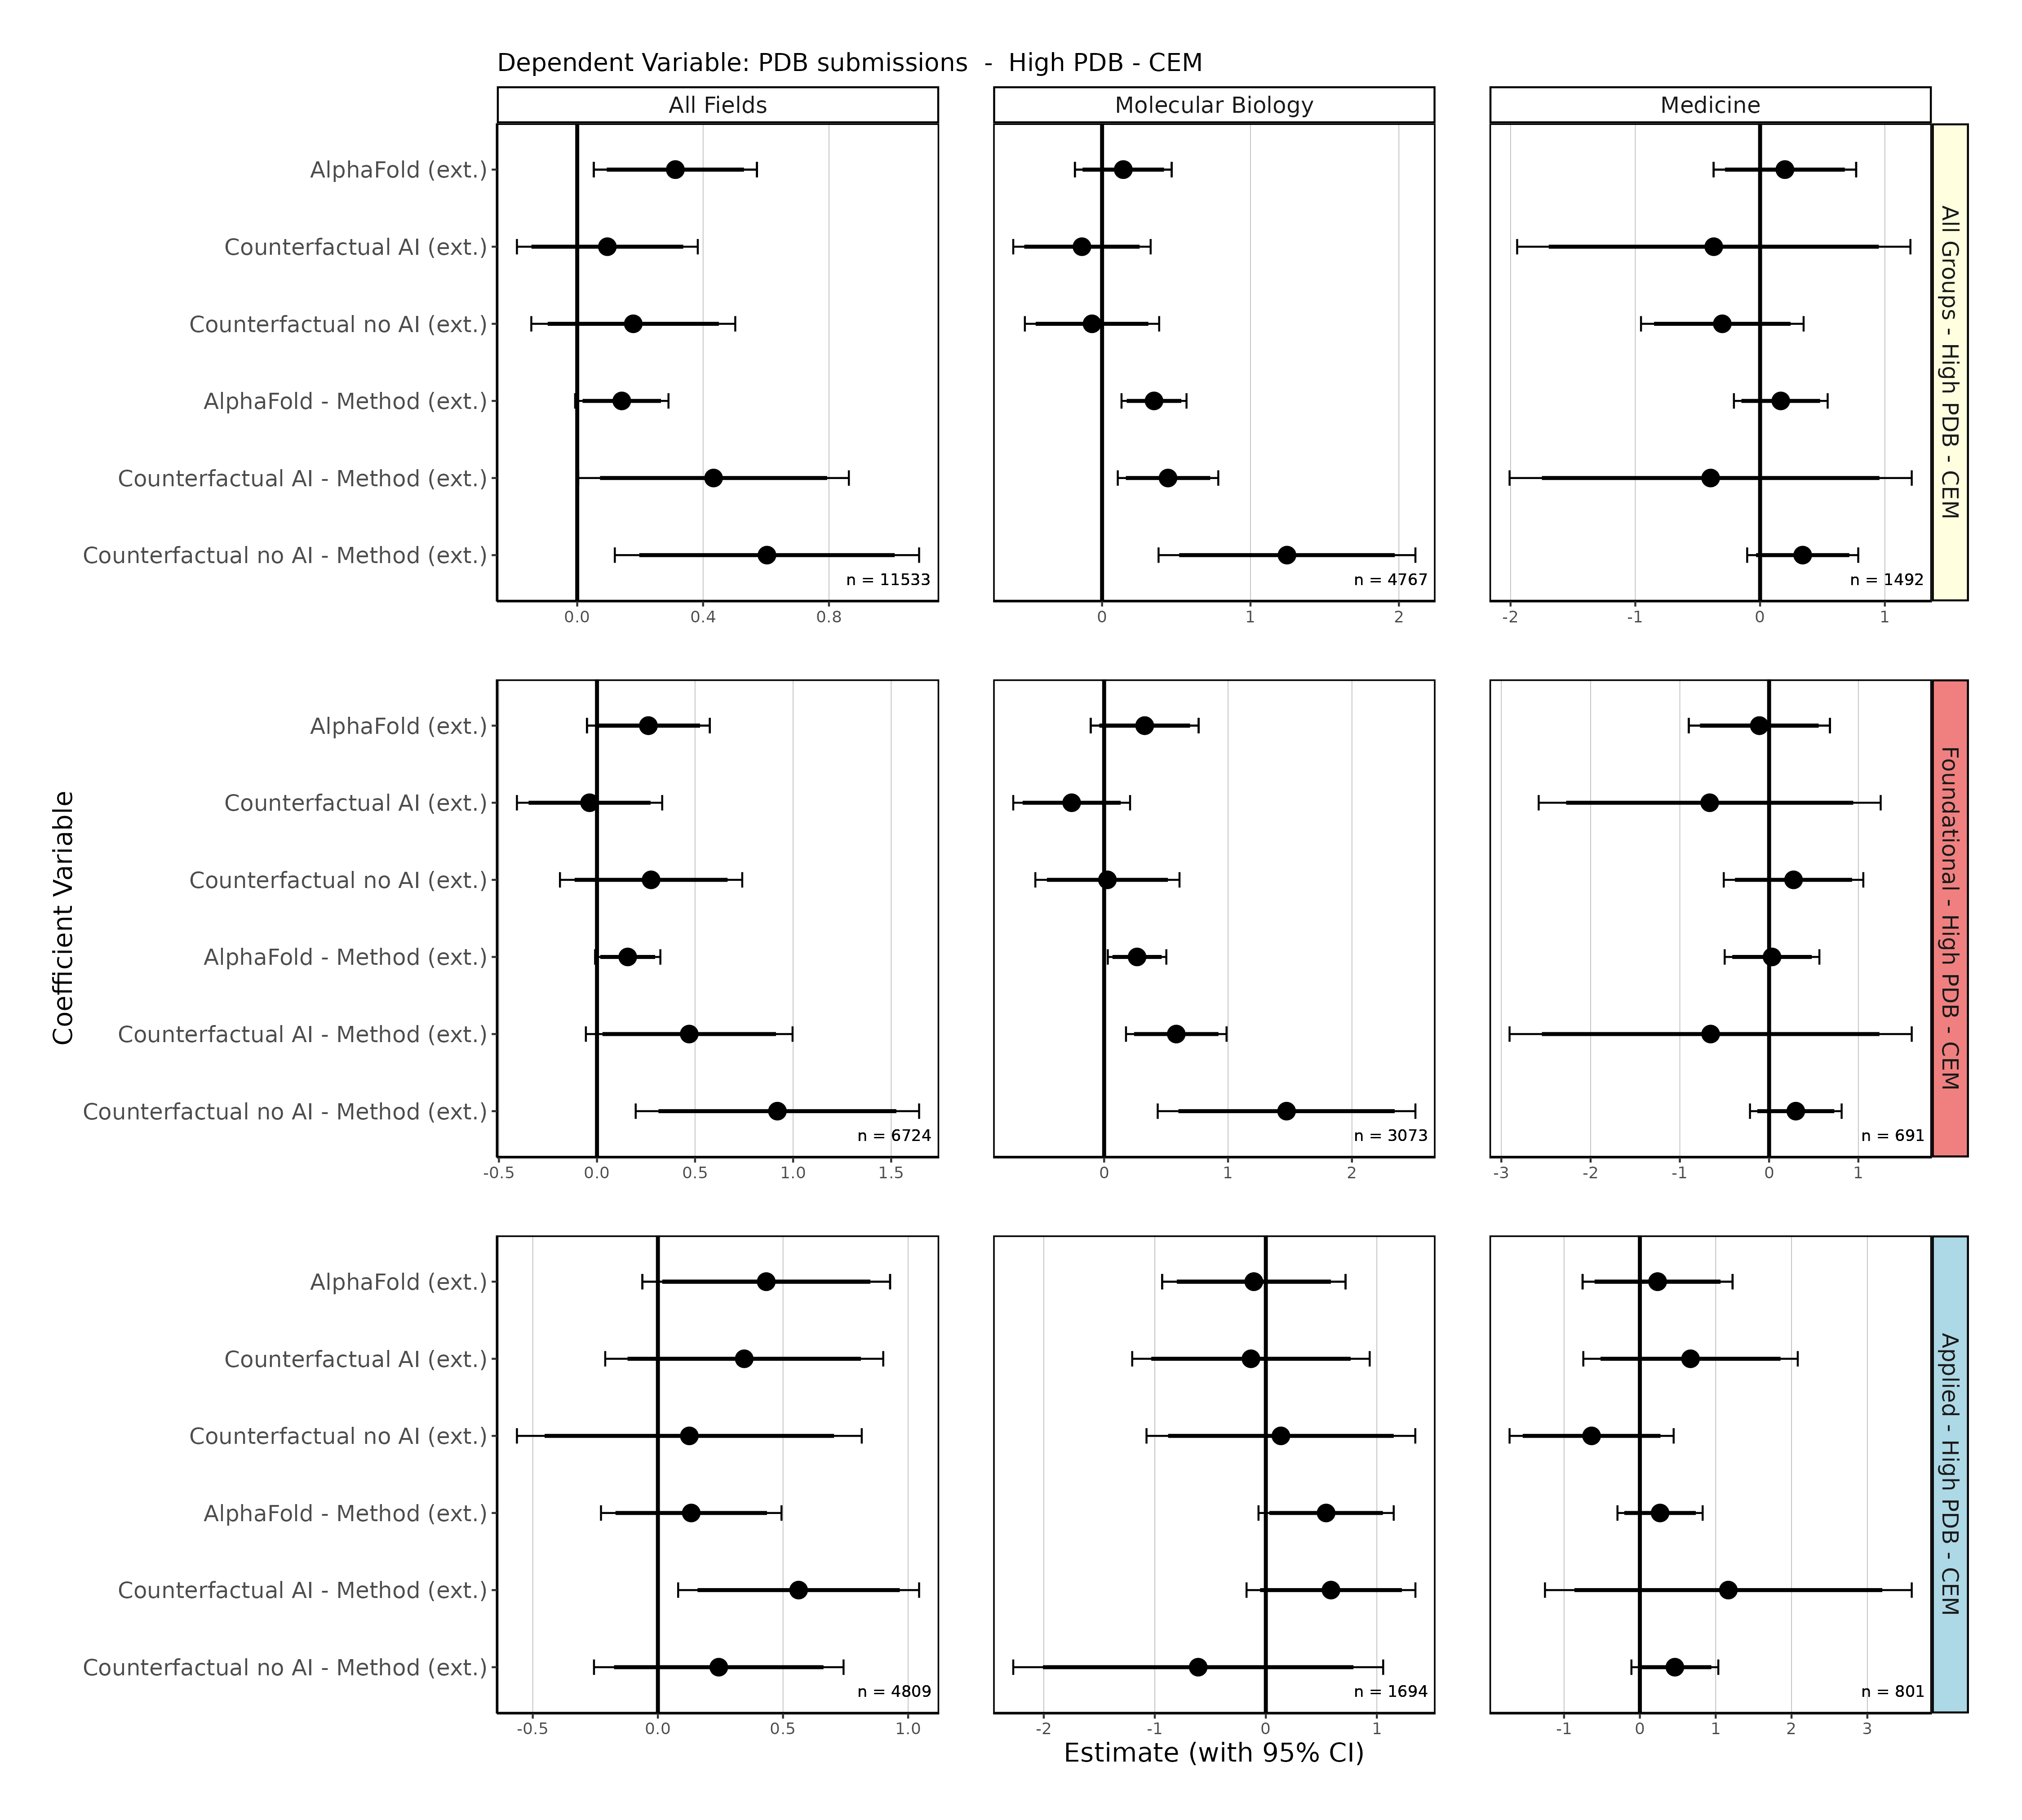 Dependent Variable: PDB submissions - High PDB - CEM
All Fields
Molecular Biology
Medicine
AlphaFold (ext.)
Counterfactual AI (ext.)
Counterfactual no AI (ext.)
AlphaFold - Method (ext.)
Counterfactual AI - Method (ext.)
Counterfactual no AI - Method (ext.)
n = 11533
n = 4767
n = 1492
0.0 0.4 0.8
0 1 2
-2 -1 0 1
All Groups - High PDB - CEM
Coefficient Variable
AlphaFold (ext.)
Counterfactual AI (ext.)
Counterfactual no AI (ext.)
AlphaFold - Method (ext.)
Counterfactual AI - Method (ext.)
Counterfactual no AI - Method (ext.)
n = 6724
n = 3073
n = 691
-0.5 0.0 0.5 1.0 1.5
0 1 2
-3 -2 -1 0 1
Foundational - High PDB - CEM
AlphaFold (ext.)
Counterfactual AI (ext.)
Counterfactual no AI (ext.)
AlphaFold - Method (ext.)
Counterfactual AI - Method (ext.)
Counterfactual no AI - Method (ext.)
n = 4809
n = 1694
n = 801
-0.5 0.0 0.5 1.0
-2 -1 0 1
-1 0 1 2 3
Applied - High PDB - CEM
Estimate (with 95% CI)